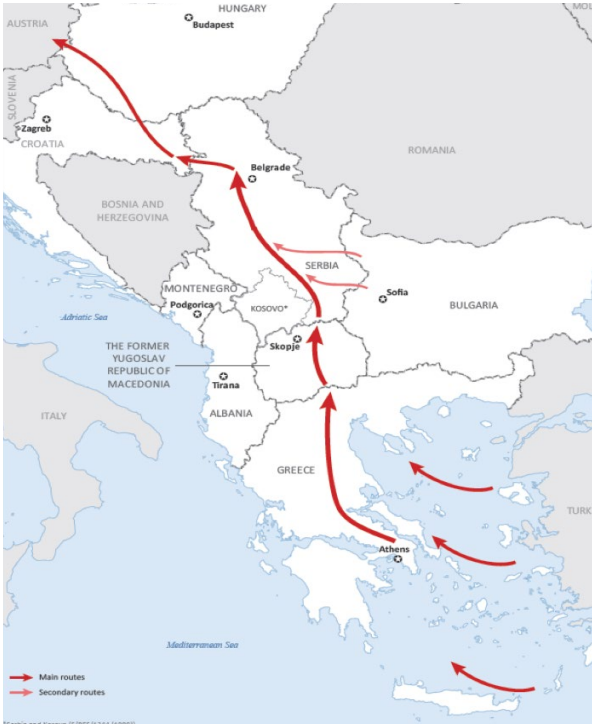 HUNGARY
AUSTRIA
Budapest
SLOVENIA
Zagreb
CROATIA
ROMANIA
Belgrade
BOSNIA AND
HERZEGOVINA
SERBIA
MONTENEGRO
Podgorica
KOSOVO*
Sofia
BULGARIA
Adriatic Sea
Skopje
THE FORMER
YUGOSLAV
REPUBLIC OF
MACEDONIA
Tirana
ITALY
ALBANIA
GREECE
TURK
Athens
Mediterranean Sea
Main routes
Secondary routes